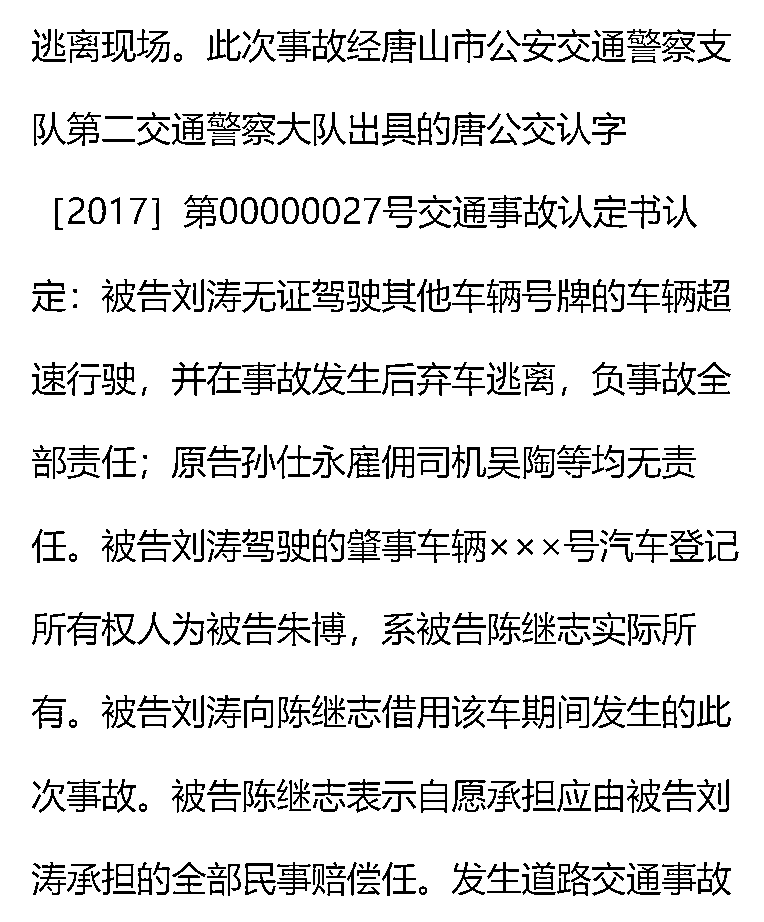 逃离现场。此次事故经唐山市公安交通警察支
队第二交通警察大队出具的唐公交认字
［2017］第00000027号交通事故认定书认
定：被告刘涛无证驾驶其他车辆号牌的车辆超
速行驶，并在事故发生后弃车逃离，负事故全
部责任；原告孙仕永雇佣司机吴陶等均无责
任。被告刘涛驾驶的肇事车辆×××号汽车登记
所有权人为被告朱博，系被告陈继志实际所
有。被告刘涛向陈继志借用该车期间发生的此
次事故。被告陈继志表示自愿承担应由被告刘
涛承担的全部民事赔偿任。发生道路交通事故